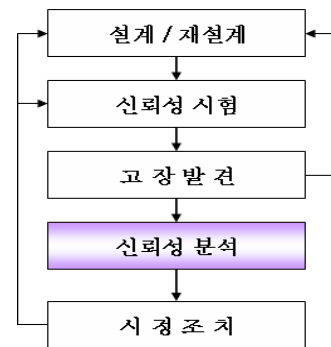 설계 / 재설계
신뢰성 시험
고 장 발 견
신뢰성 분석
시 정 조 치